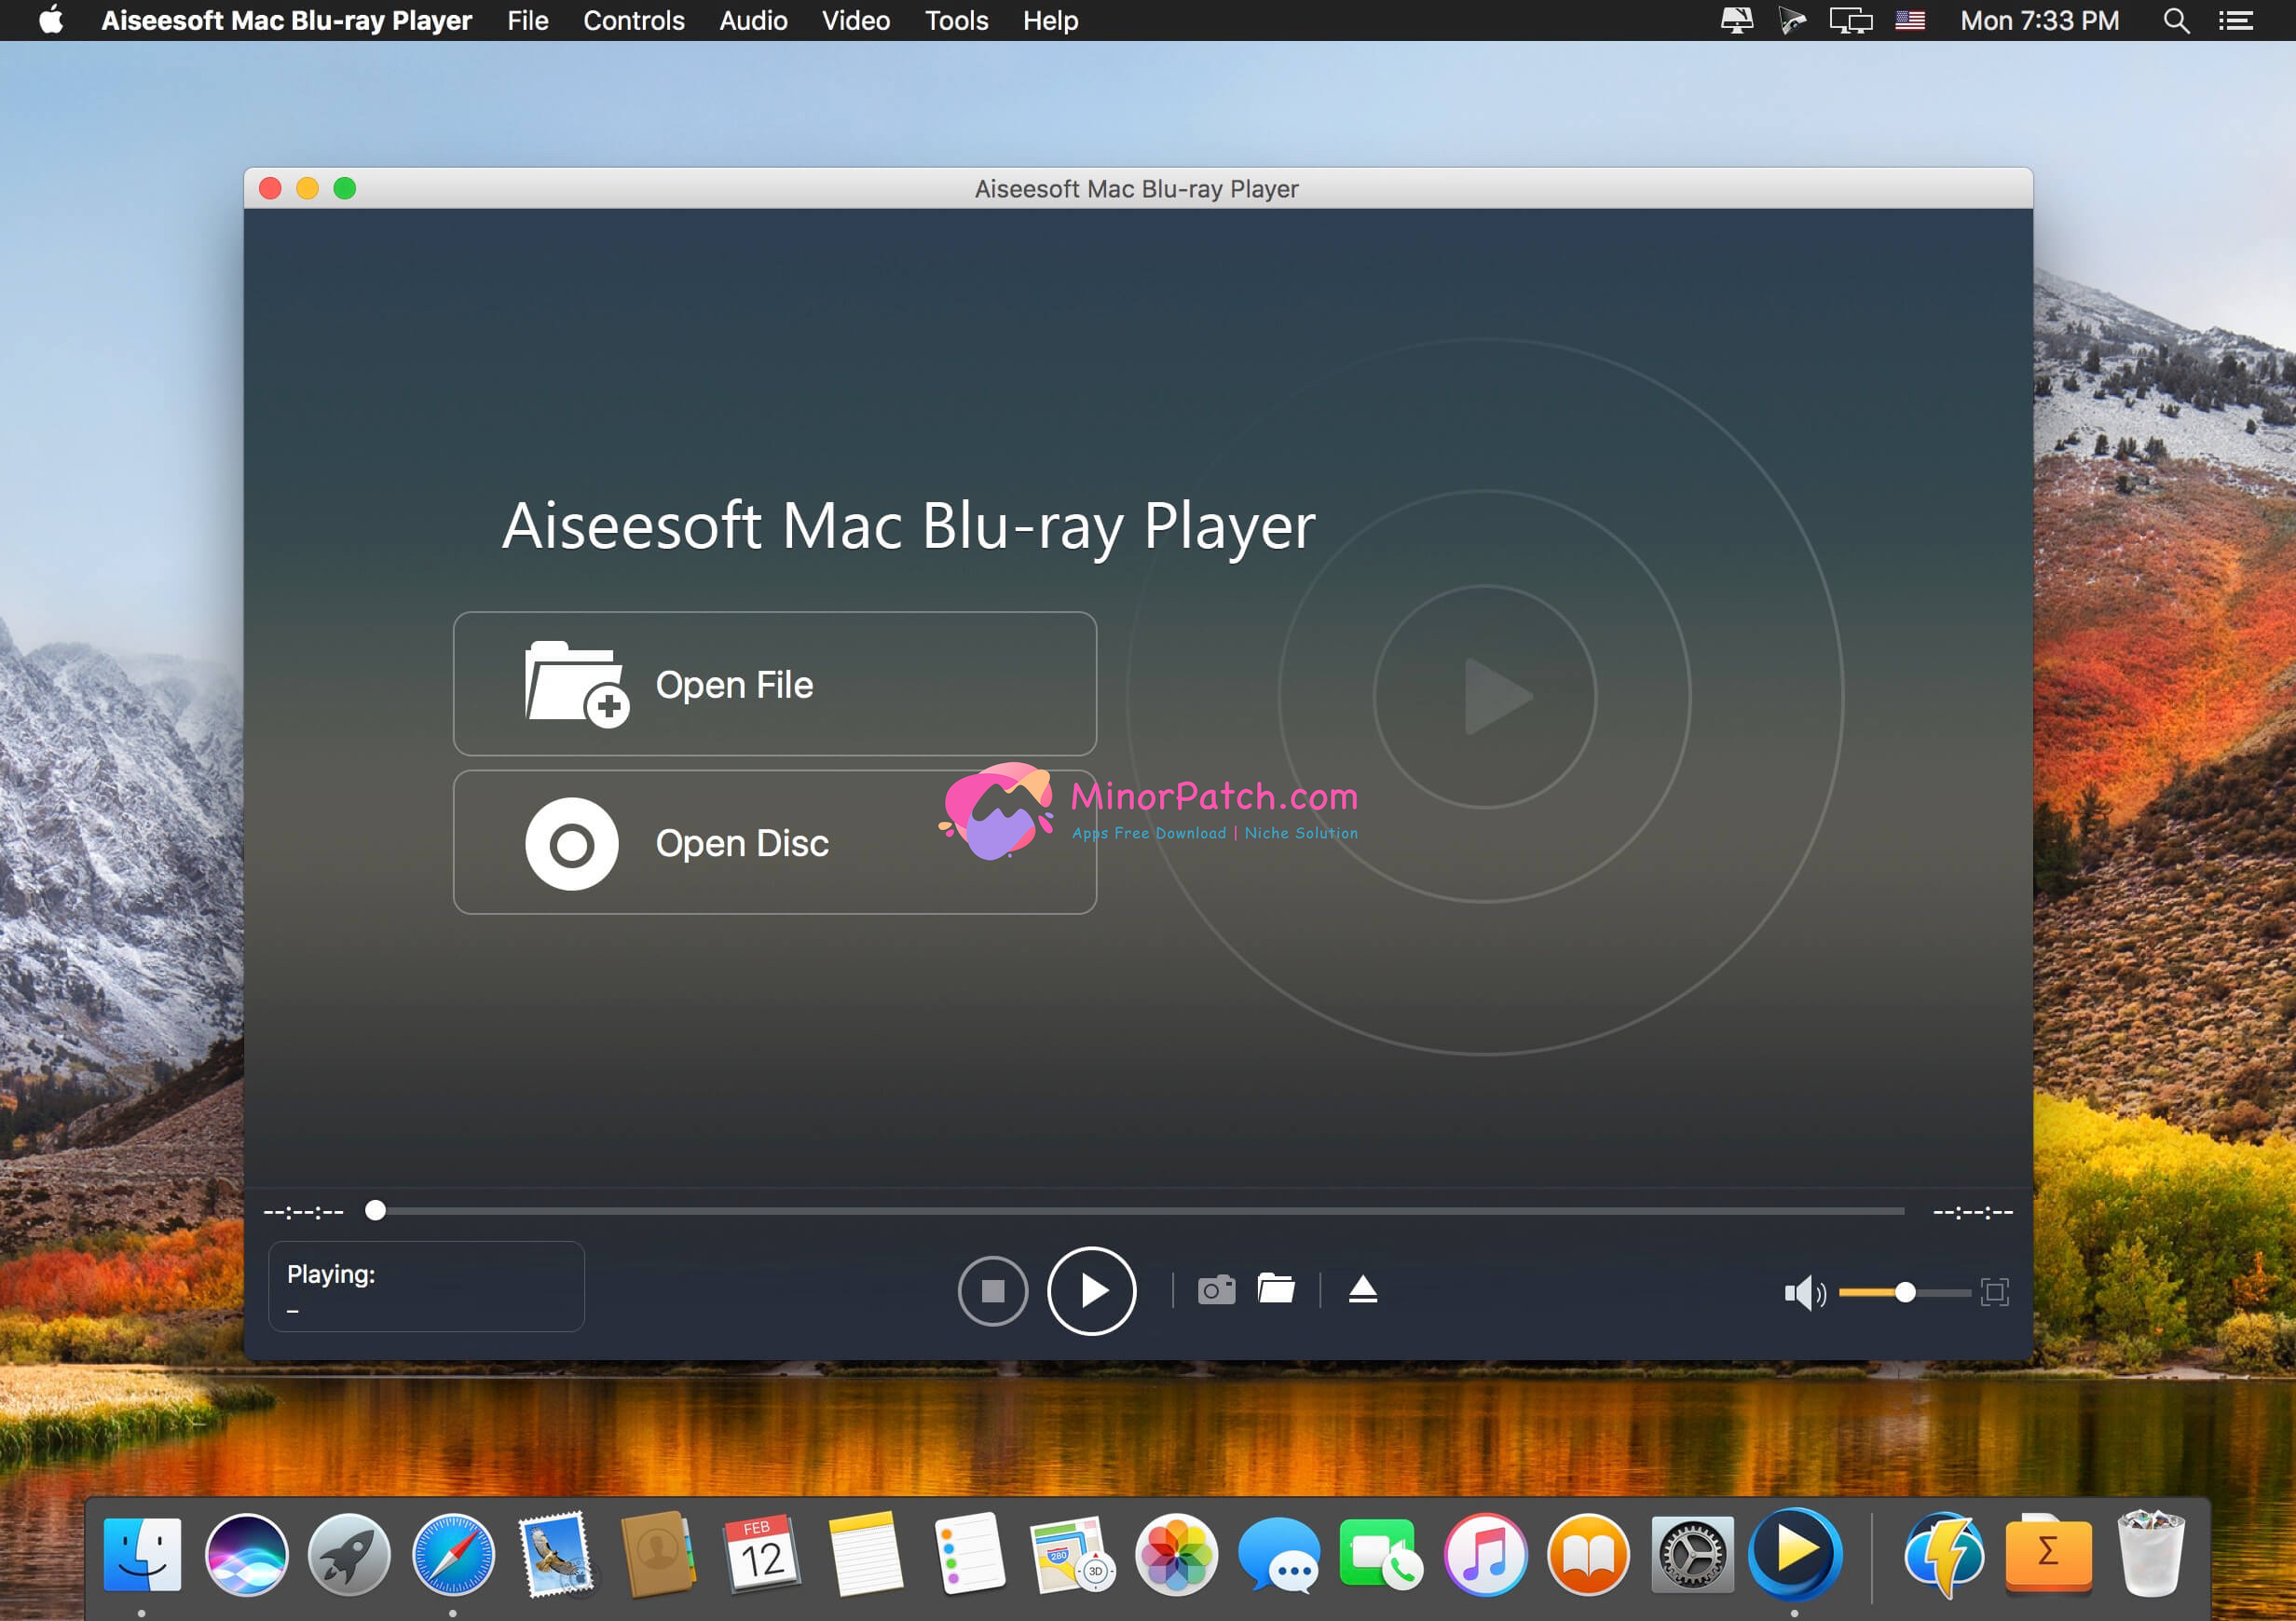 Aiseesoft Mac Blu-ray Player File Controls Audio Video Tools Help Mon 7:33 PM
Aiseesoft Mac Blu-ray Player
Aiseesoft Mac Blu-ray Player
Open File
MinorPatch.com
Apps Free Download | Niche Solution
Open Disc
--:--:-- --:--:--
Playing:
–
FEB
12
280
3D
Σ